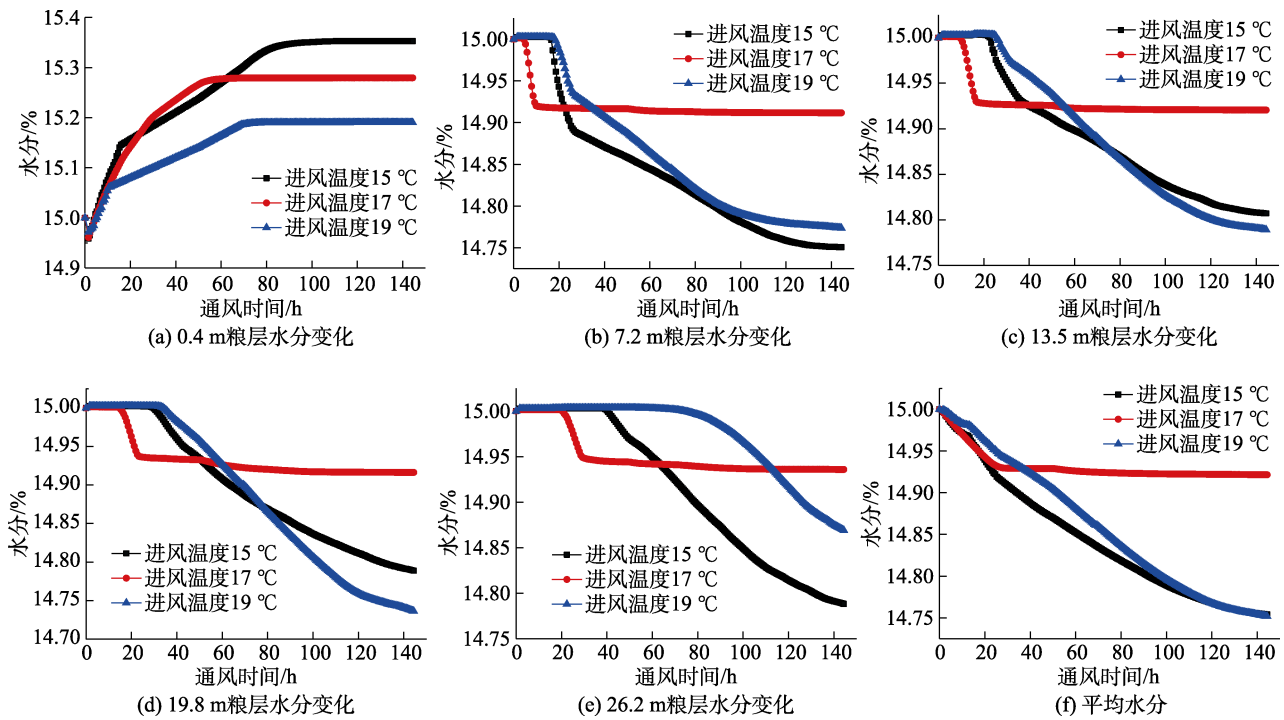 15.4
15.3
15.2
15.1
15.0
14.9
水分/%
进风温度15 ℃
进风温度17 ℃
进风温度19 ℃
0 20 40 60 80 100 120 140
通风时间/h
(a) 0.4 m粮层水分变化
15.00
14.95
14.90
14.85
14.80
14.75
水分/%
进风温度15 ℃
进风温度17 ℃
进风温度19 ℃
0 20 40 60 80 100 120 140
通风时间/h
(b) 7.2 m粮层水分变化
15.00
14.95
14.90
14.85
14.80
14.75
水分/%
进风温度15 ℃
进风温度17 ℃
进风温度19 ℃
0 20 40 60 80 100 120 140
通风时间/h
(c) 13.5 m粮层水分变化
15.00
14.95
14.90
14.85
14.80
14.75
14.70
水分/%
进风温度15 ℃
进风温度17 ℃
进风温度19 ℃
0 20 40 60 80 100 120 140
通风时间/h
(d) 19.8 m粮层水分变化
15.00
14.95
14.90
14.85
14.80
14.75
水分/%
进风温度15 ℃
进风温度17 ℃
进风温度19 ℃
0 20 40 60 80 100 120 140
通风时间/h
(e) 26.2 m粮层水分变化
15.00
14.95
14.90
14.85
14.80
14.75
水分/%
进风温度15 ℃
进风温度17 ℃
进风温度19 ℃
0 20 40 60 80 100 120 140
通风时间/h
(f) 平均水分